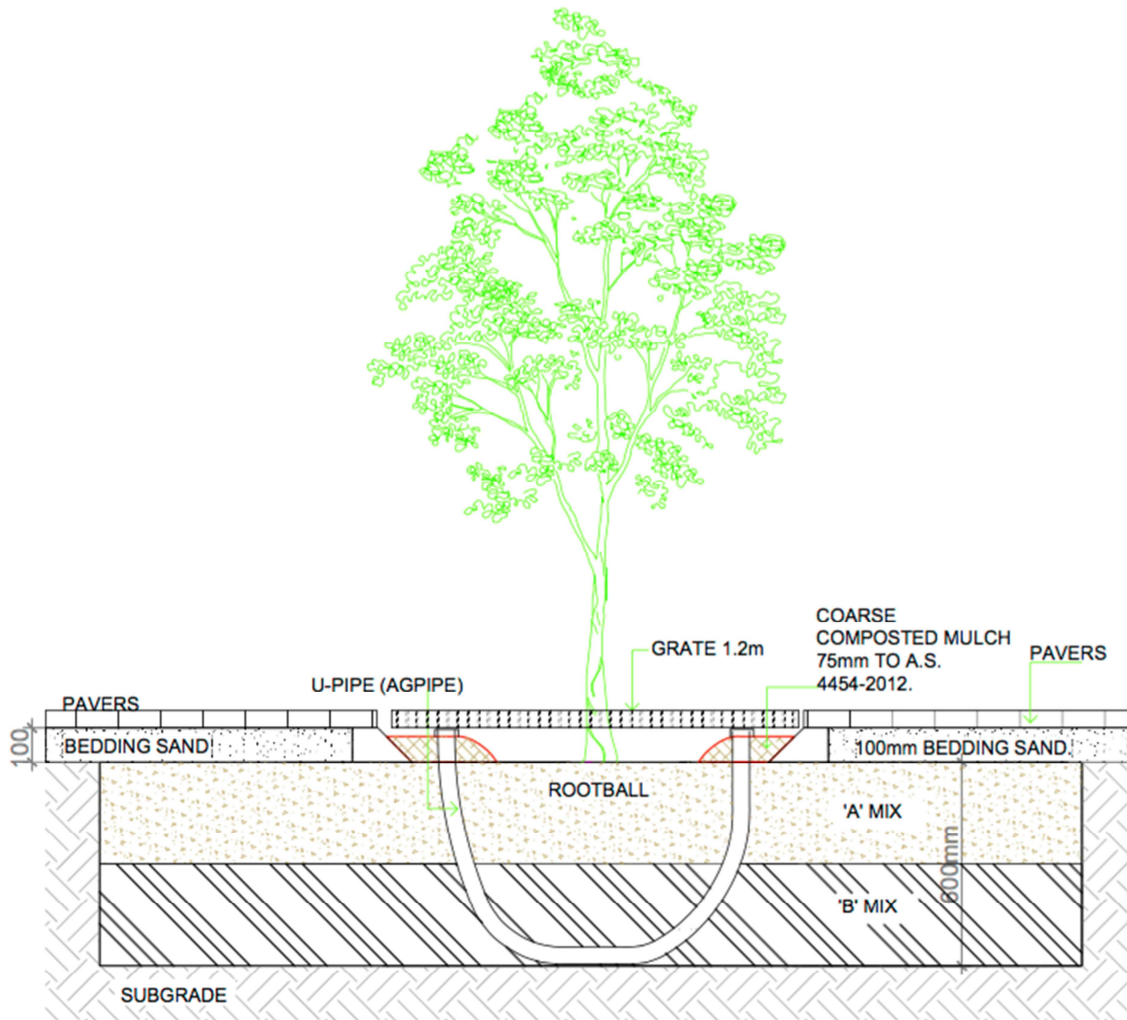 COARSE
COMPOSTED MULCH
75mm TO A.S.
4454-2012.
GRATE 1.2m
PAVERS
U-PIPE (AGPIPE)
PAVERS
100
BEDDING SAND
100mm BEDDING SAND.
ROOTBALL
'A' MIX
600mm
'B' MIX
SUBGRADE